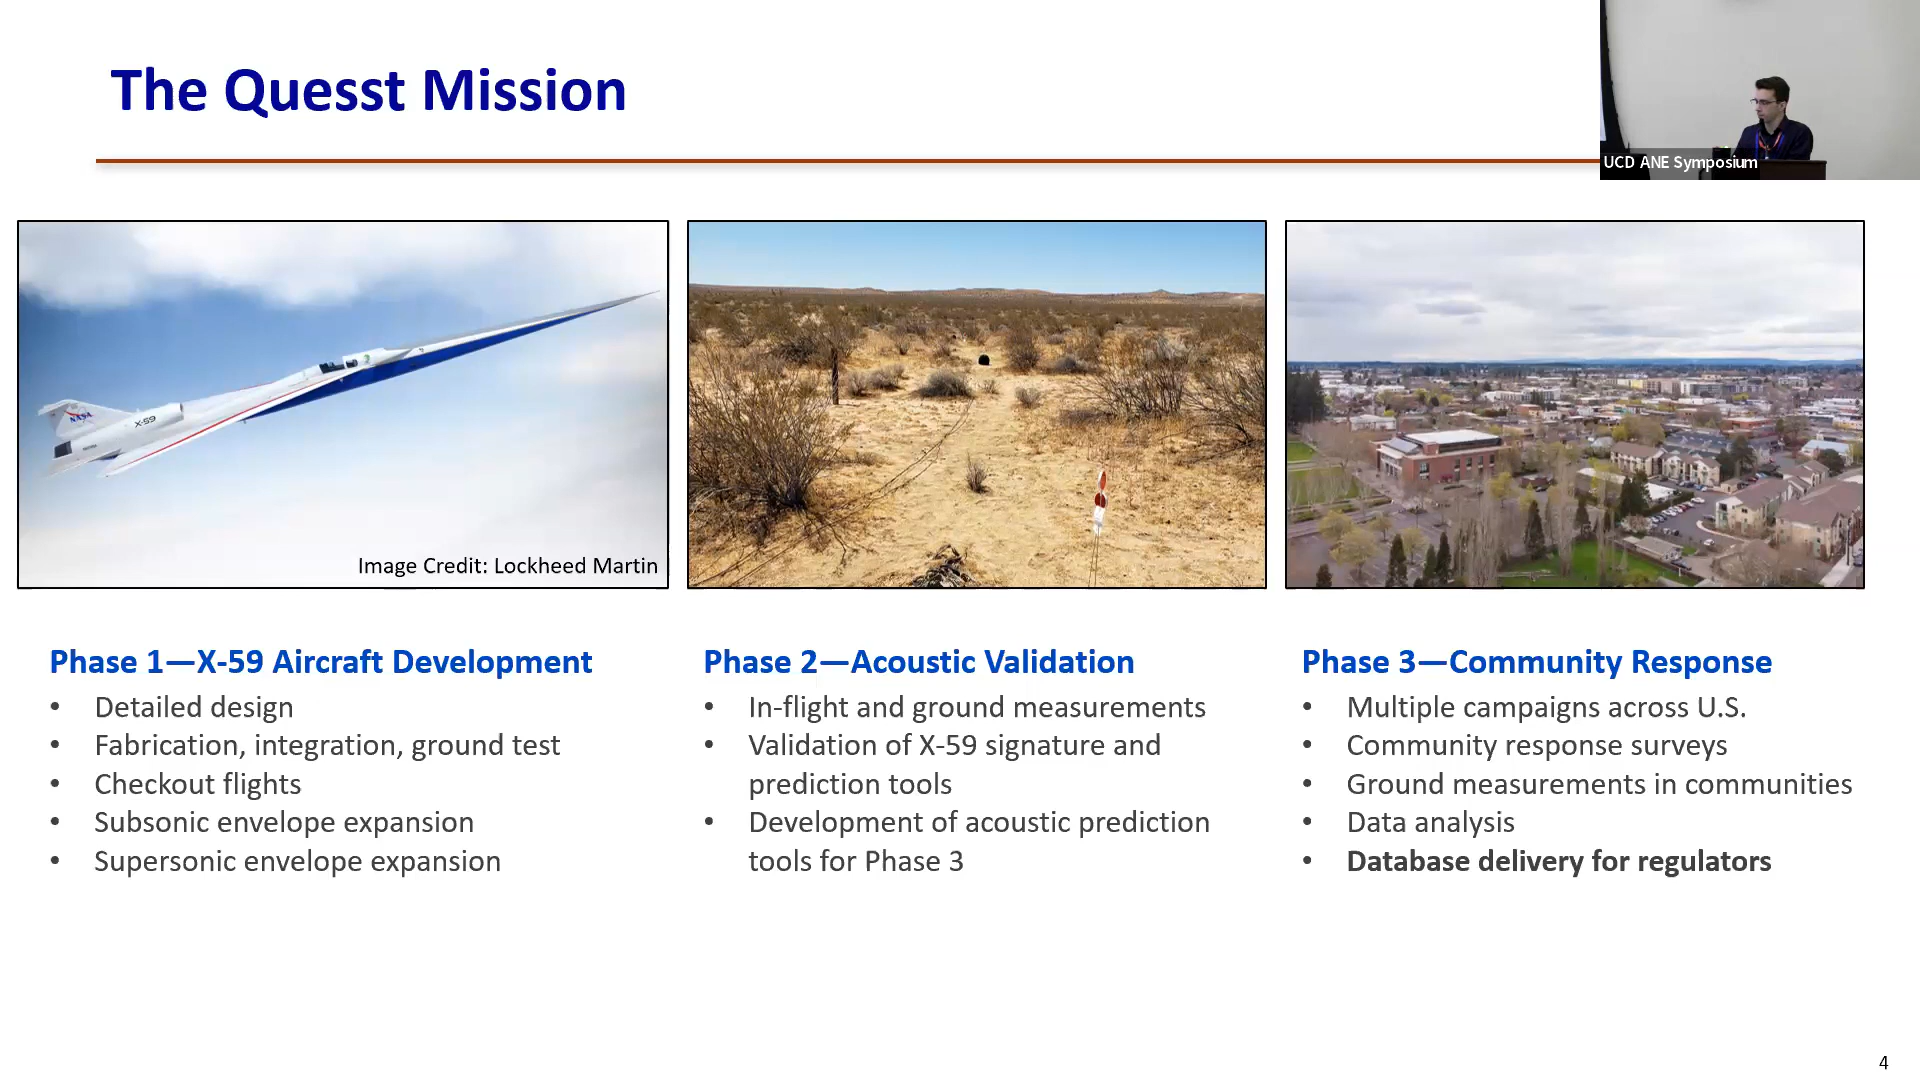 The Quesst Mission
UCD ANE Symposium
NASA
X-59
Image Credit: Lockheed Martin
Phase 1—X-59 Aircraft Development
• Detailed design
• Fabrication, integration, ground test
• Checkout flights
• Subsonic envelope expansion
• Supersonic envelope expansion
Phase 2—Acoustic Validation
• In-flight and ground measurements
• Validation of X-59 signature and
prediction tools
• Development of acoustic prediction
tools for Phase 3
Phase 3—Community Response
• Multiple campaigns across U.S.
• Community response surveys
• Ground measurements in communities
• Data analysis
• Database delivery for regulators
4